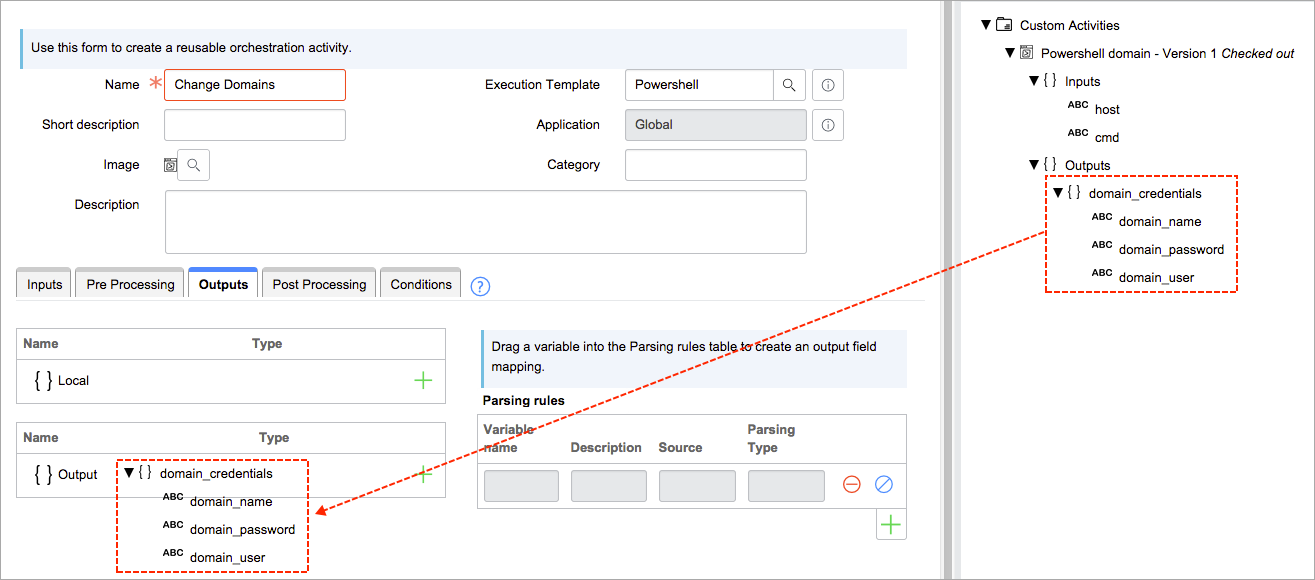 Use this form to create a reusable orchestration activity.
Name
Change Domains
Execution Template
Powershell
Short description
Application
Global
Image
Category
Description
Inputs
Pre Processing
Outputs
Post Processing
Conditions
?
Name Type
{ } Local
Name Type
{ } Output
{ } domain_credentials
ABC domain_name
ABC domain_password
ABC domain_user
Drag a variable into the Parsing rules table to create an output field
mapping.
Parsing rules
Variable
name
Description
Source
Parsing
Type
Custom Activities
Powershell domain - Version 1 Checked out
{ } Inputs
ABC host
ABC cmd
{ } Outputs
{ } domain_credentials
ABC domain_name
ABC domain_password
ABC domain_user